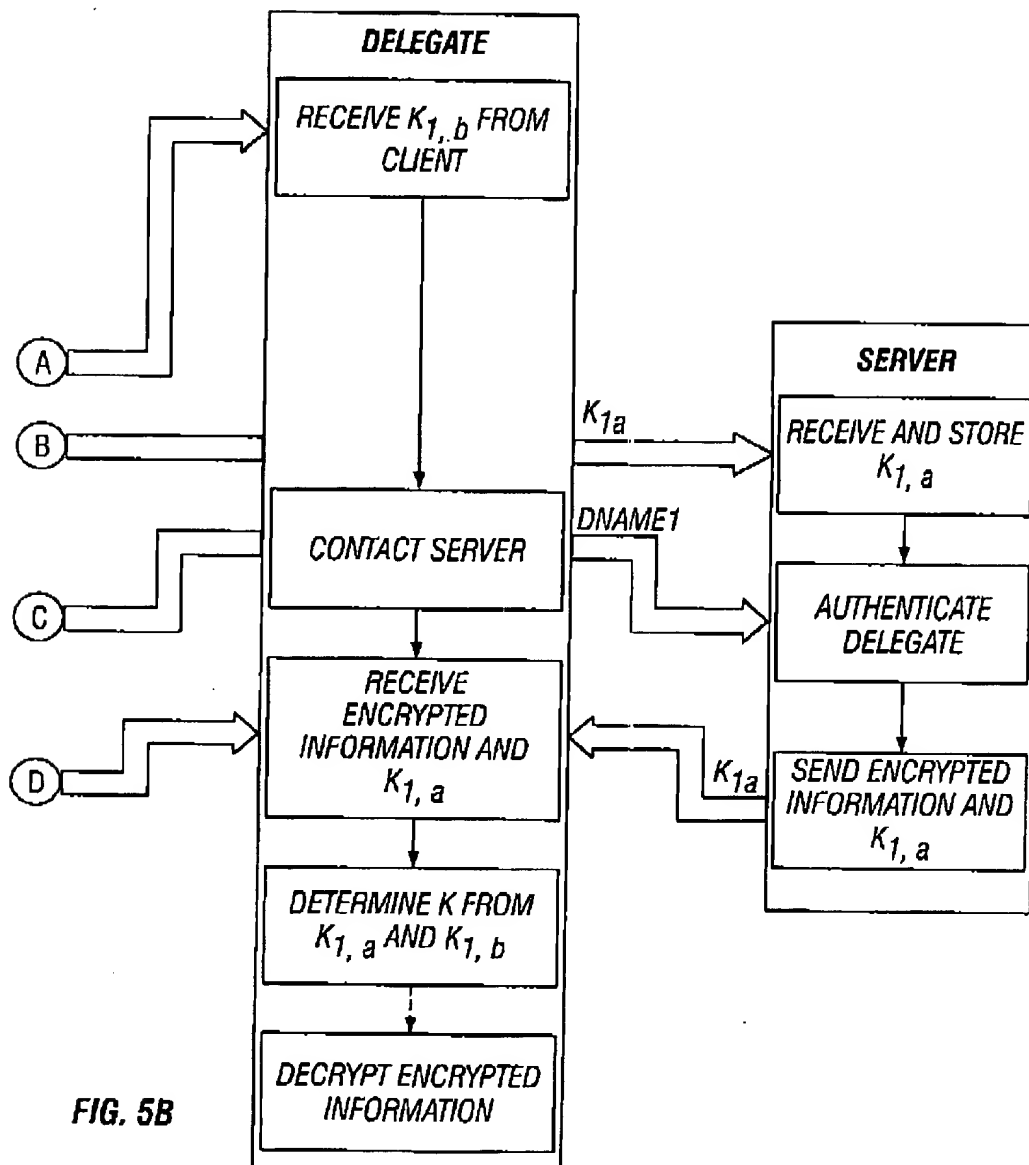 DELEGATE
RECEIVE K1, b FROM
CLIENT
A
B
K1a
CONTACT SERVER
DNAME1
C
RECEIVE
ENCRYPTED
INFORMATION AND
K1, a
D
DETERMINE K FROM
K1, a AND K1, b
DECRYPT ENCRYPTED
INFORMATION
SERVER
RECEIVE AND STORE
K1, a
AUTHENTICATE
DELEGATE
K1a
SEND ENCRYPTED
INFORMATION AND
K1, a
FIG. 5B